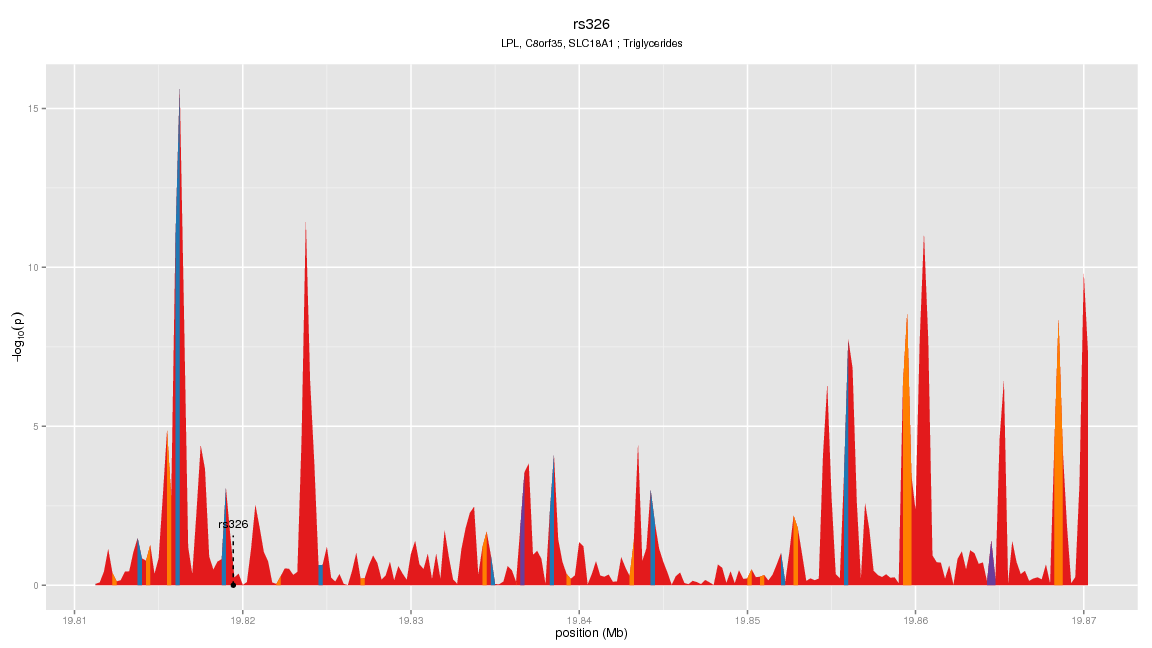 rs326
LPL, C8orf35, SLC18A1 ; Triglycerides
15
10
5
0
−log10(p)
rs326
19.81 19.82 19.83 19.84 19.85 19.86 19.87
position (Mb)